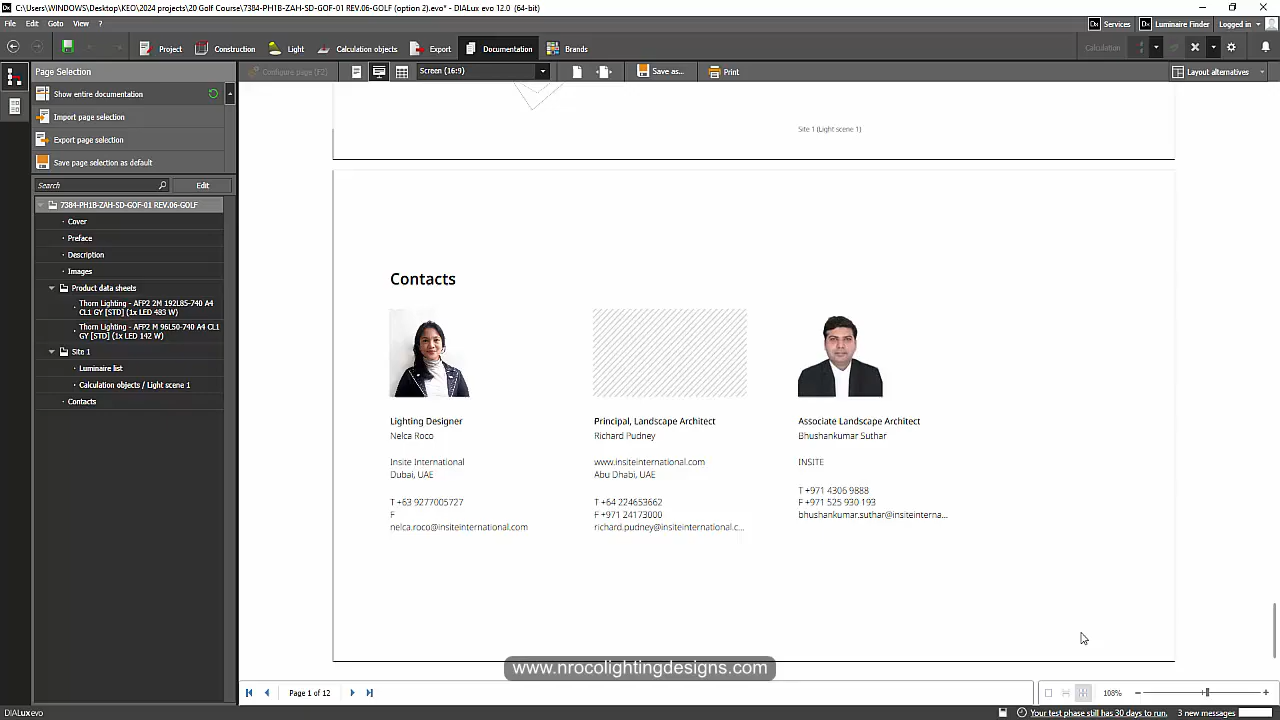 C:\Users\WINDOWS\Desktop\KEO\2024 projects\20 Golf Course\7384-PH1B-ZAH-SD-GOF-01 REV.06-GOLF (option 2).evo* - DIALux evo 12.0 (64-bit)
File Edit Goto View ? Services Luminaire Finder Logged in
Project Construction Light Calculation objects Export Documentation Brands Calculation
Page Selection Configure page (F2) Screen (16:9) Save as... Print Layout alternatives
Show entire documentation
Import page selection
Export page selection
Save page selection as default
Search Edit
7384-PH1B-ZAH-SD-GOF-01 REV.06-GOLF
Cover
Preface
Description
Images
Product data sheets
Thorn Lighting - AFP2 2M 192L85-740 A4
CL1 GY [STD] (1x LED 483 W)
Thorn Lighting - AFP2 M 96L50-740 A4 CL1
GY [STD] (1x LED 142 W)
Site 1
Luminaire list
Calculation objects / Light scene 1
Contacts
Site 1 (Light scene 1)
Contacts
Lighting Designer
Nelca Roco
Insite International
Dubai, UAE
T +63 9277005727
F
nelca.roco@insiteinternational.com
Principal, Landscape Architect
Richard Pudney
www.insiteinternational.com
Abu Dhabi, UAE
T +64 224653662
F +971 24173000
richard.pudney@insiteinternational.c...
Associate Landscape Architect
Bhushankumar Suthar
INSITE
T +971 4306 9888
F +971 525 930 193
bhushankumar.suthar@insiteinterna...
www.nrocolightingdesigns.com
Page 1 of 12 108%
DIALux evo Your test phase still has 30 days to run. 3 new messages